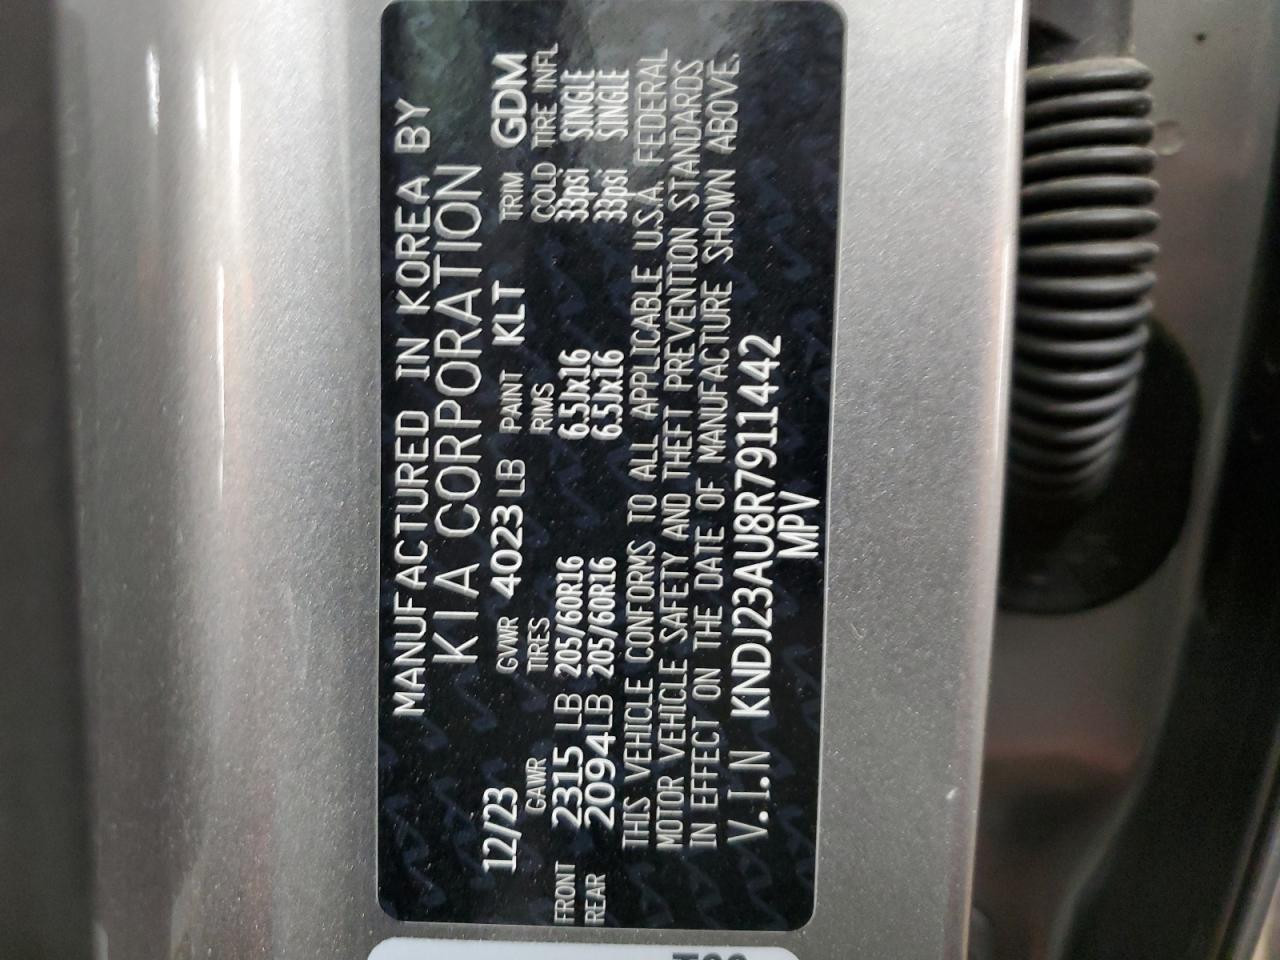 MANUFACTURED IN KOREA BY
KIA CORPORATION
12/23 GVWR 4023 LB PAINT KLT TRIM GDM
GAWR TIRES RIMS COLD TIRE INFL
FRONT 2315 LB 205/60R16 6.5Jx16 33psi SINGLE
REAR 2094LB 205/60R16 6.5Jx16 33psi SINGLE
THIS VEHICLE CONFORMS TO ALL APPLICABLE U.S.A. FEDERAL
MOTOR VEHICLE SAFETY AND THEFT PREVENTION STANDARDS
IN EFFECT ON THE DATE OF MANUFACTURE SHOWN ABOVE.
V.I.N KNDJ23AU8R7911442
MPV